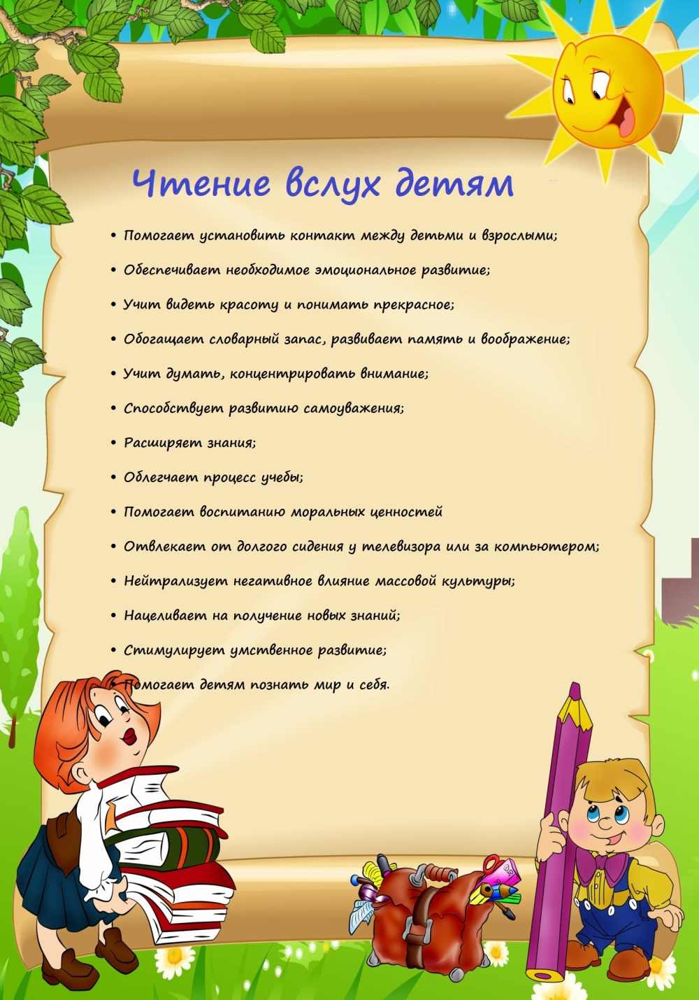 Чтение вслух детям
• Помогает установить контакт между детьми и взрослыми;
• Обеспечивает необходимое эмоциональное развитие;
• Учит видеть красоту и понимать прекрасное;
• Обогащает словарный запас, развивает память и воображение;
• Учит думать, концентрировать внимание;
• Способствует развитию самоуважения;
• Расширяет знания;
• Облегчает процесс учебы;
• Помогает воспитанию моральных ценностей
• Отвлекает от долгого сидения у телевизора или за компьютером;
• Нейтрализует негативное влияние массовой культуры;
• Нацеливает на получение новых знаний;
• Стимулирует умственное развитие;
• Помогает детям познать мир и себя.